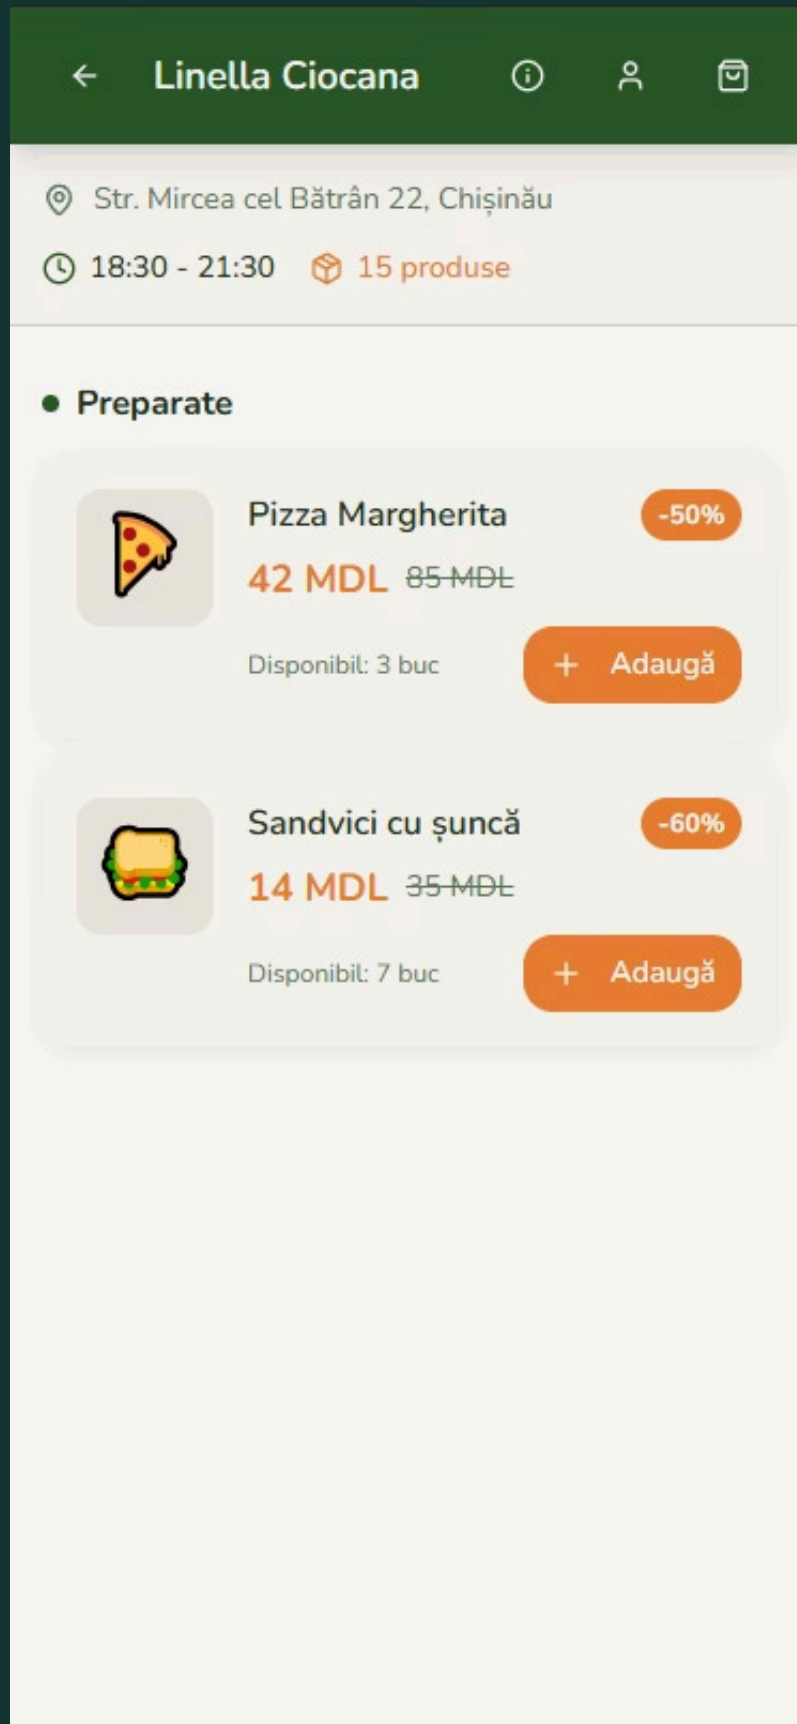 Linella Ciocana
Str. Mircea cel Bătrân 22, Chișinău
18:30 - 21:30 15 produse
Preparate
Pizza Margherita -50%
42 MDL 85 MDL
Disponibil: 3 buc + Adaugă
Sandvici cu șuncă -60%
14 MDL 35 MDL
Disponibil: 7 buc + Adaugă